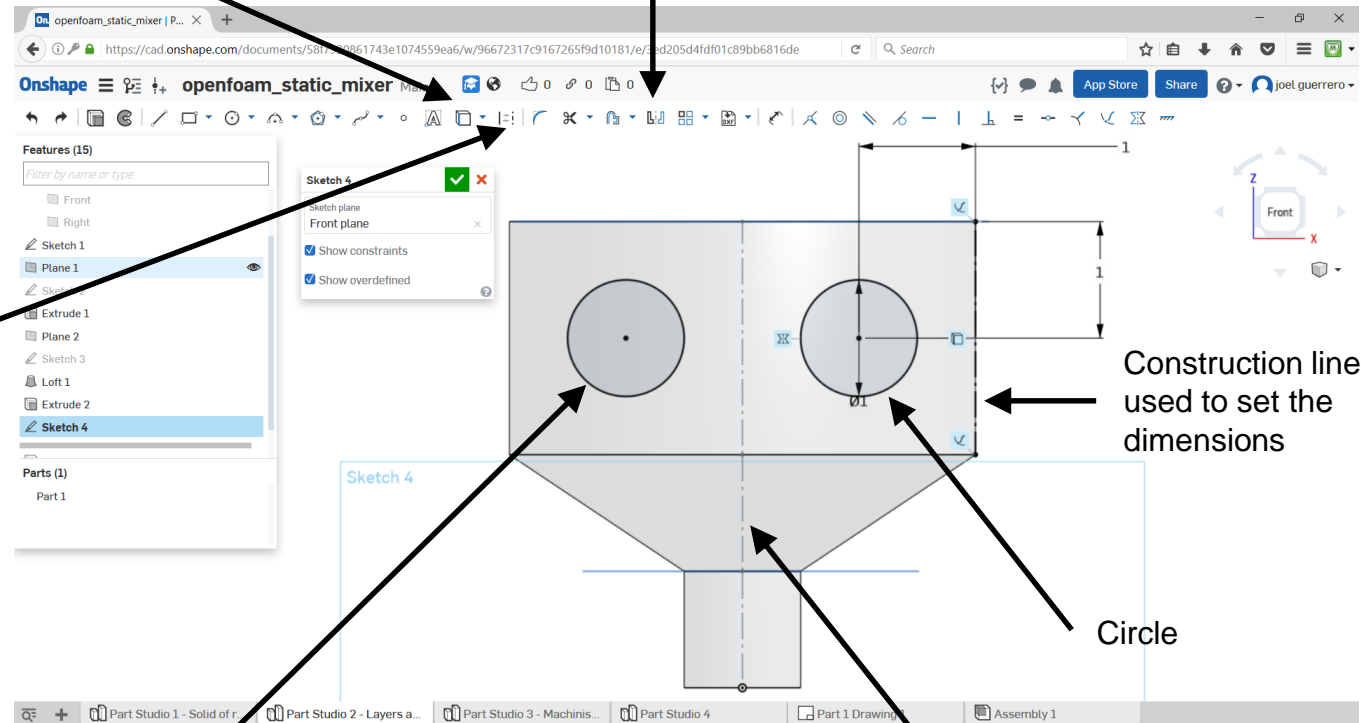 openfoam_static_mixer | P...
https://cad.onshape.com/documents/58f7
Search
Onshape
openfoam_static_mixer
0
0
0
App Store
Share
joel guerrero
Features (15)
Filter by name or type
Front
Right
Sketch 1
Plane 1
Extrude 1
Plane 2
Sketch 3
Loft 1
Extrude 2
Sketch 4
Parts (1)
Part 1
Sketch 4
Sketch plane
Front plane
Show constraints
Show overdefined
1
1
Ø1
Z
Front
X
Construction line
used to set the
dimensions
Sketch 4
Circle
Part Studio 1 - Solid of r...
Part Studio 2 - Layers a...
Part Studio 3 - Machinis...
Part Studio 4
Part 1 Drawing
Assembly 1